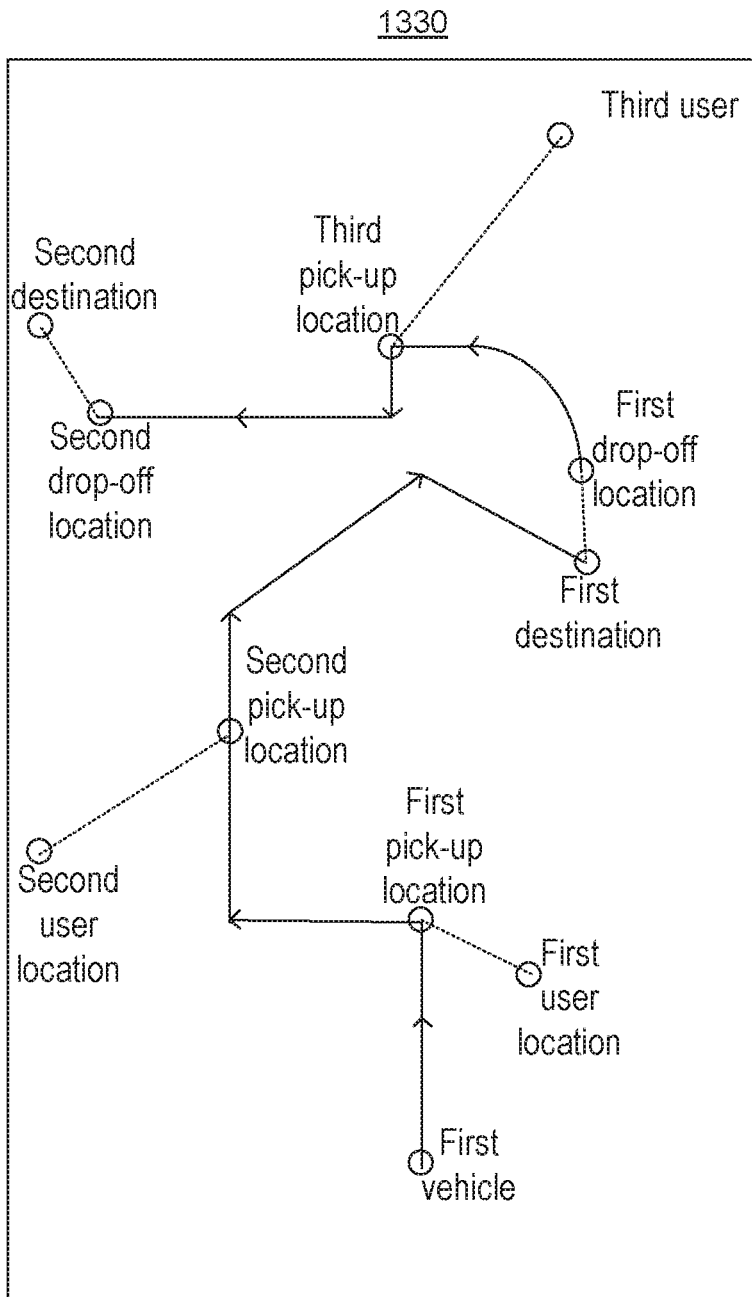 1330
Third user
Third
pick-up
location
Second
destination
First
drop-off
location
Second
drop-off
location
First
destination
Second
pick-up
location
First
pick-up
location
Second
user
location
First
user
location
First
vehicle